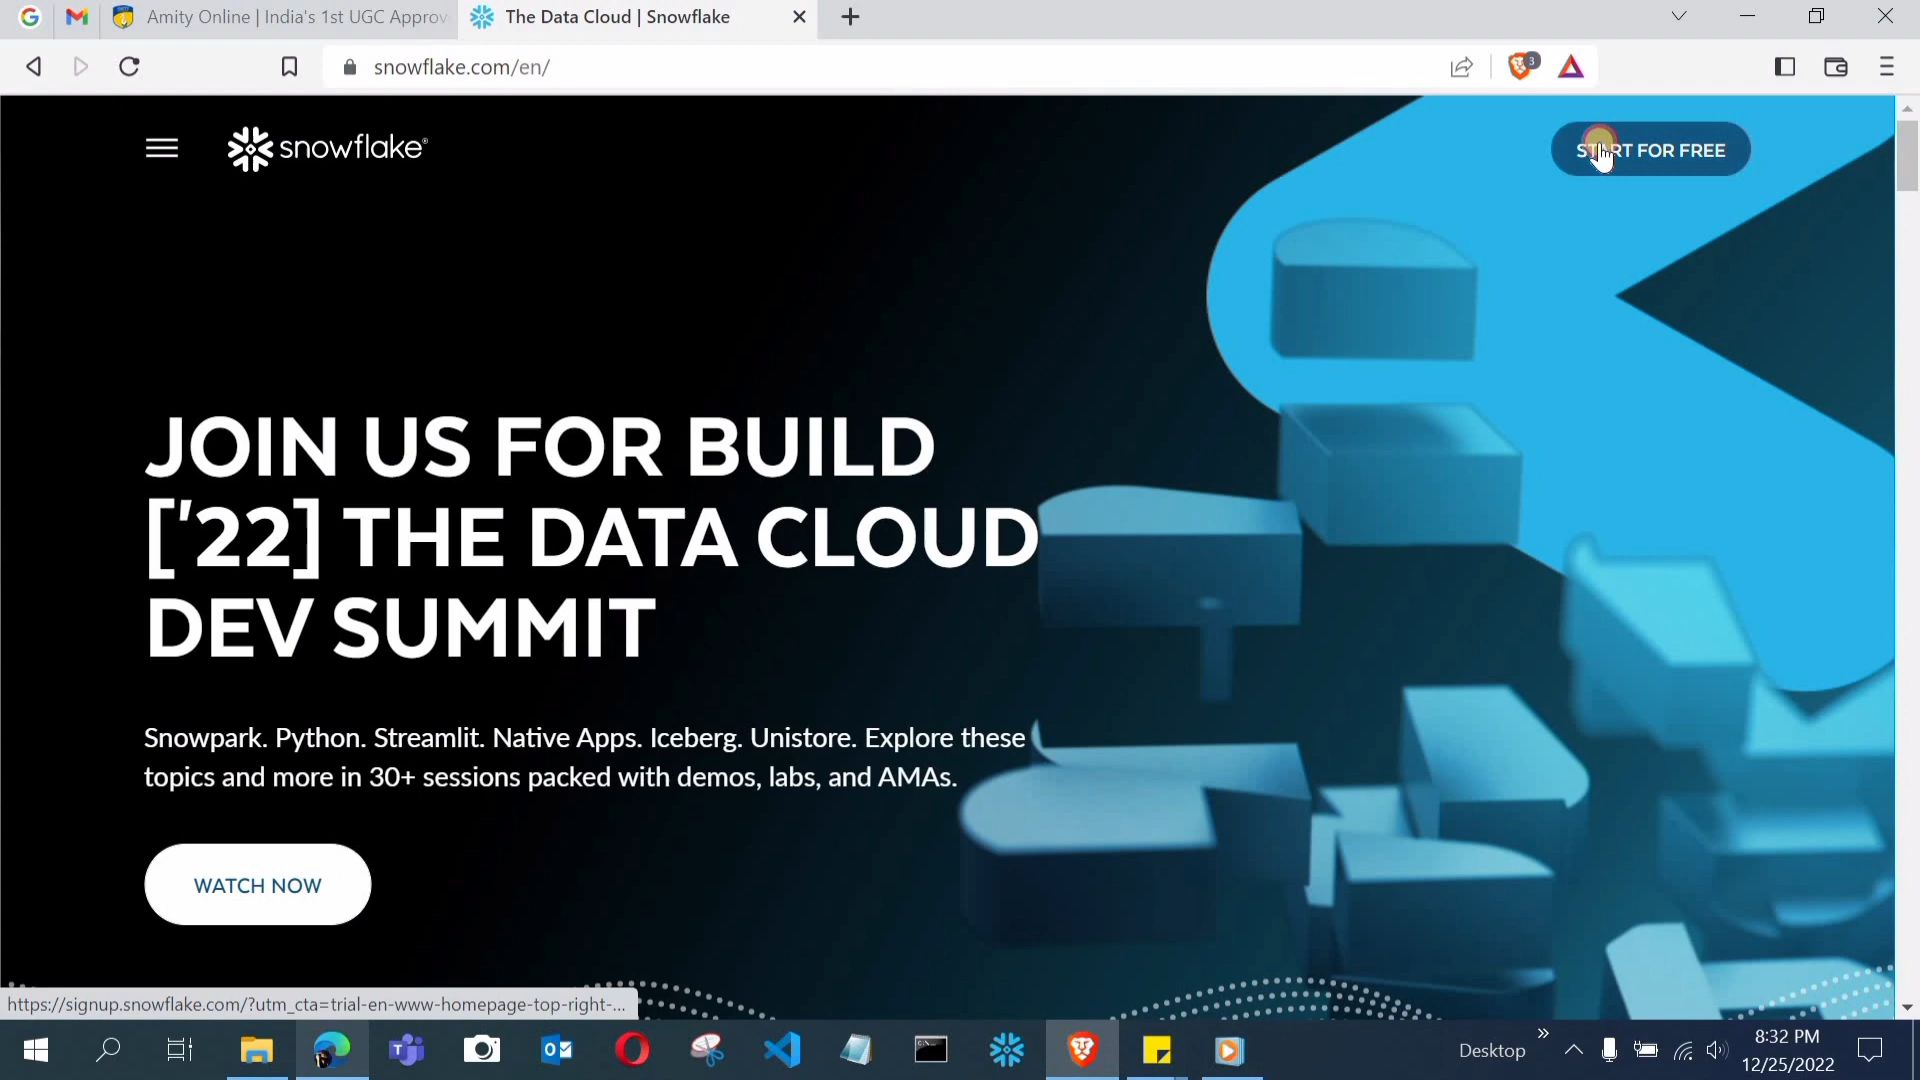 Amity Online | India's 1st UGC Approv
The Data Cloud | Snowflake
snowflake.com/en/
3
snowflake®
START FOR FREE
JOIN US FOR BUILD
['22] THE DATA CLOUD
DEV SUMMIT
Snowpark. Python. Streamlit. Native Apps. Iceberg. Unistore. Explore these
topics and more in 30+ sessions packed with demos, labs, and AMAs.
WATCH NOW
https://signup.snowflake.com/?utm_cta=trial-en-www-homepage-top-right-...
Desktop
8:32 PM
12/25/2022